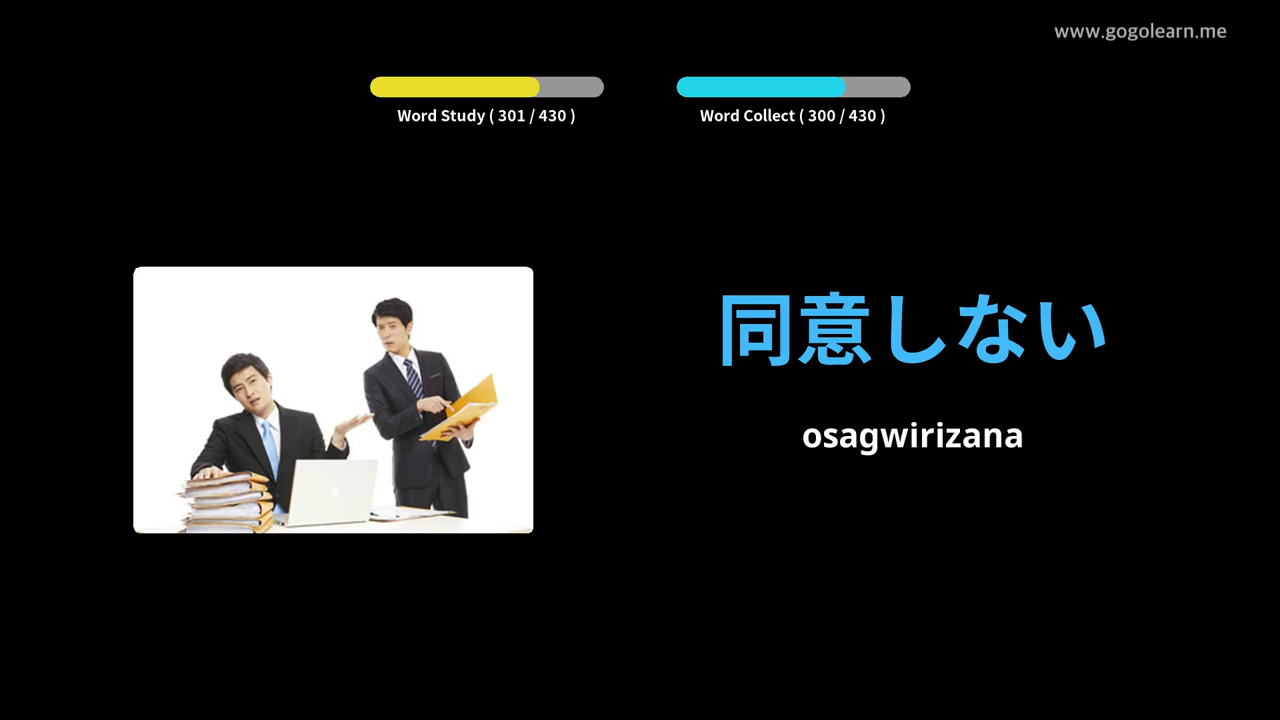 www.gogolearn.me
Word Study ( 301 / 430 )
Word Collect ( 300 / 430 )
同意しない
osagwirizana